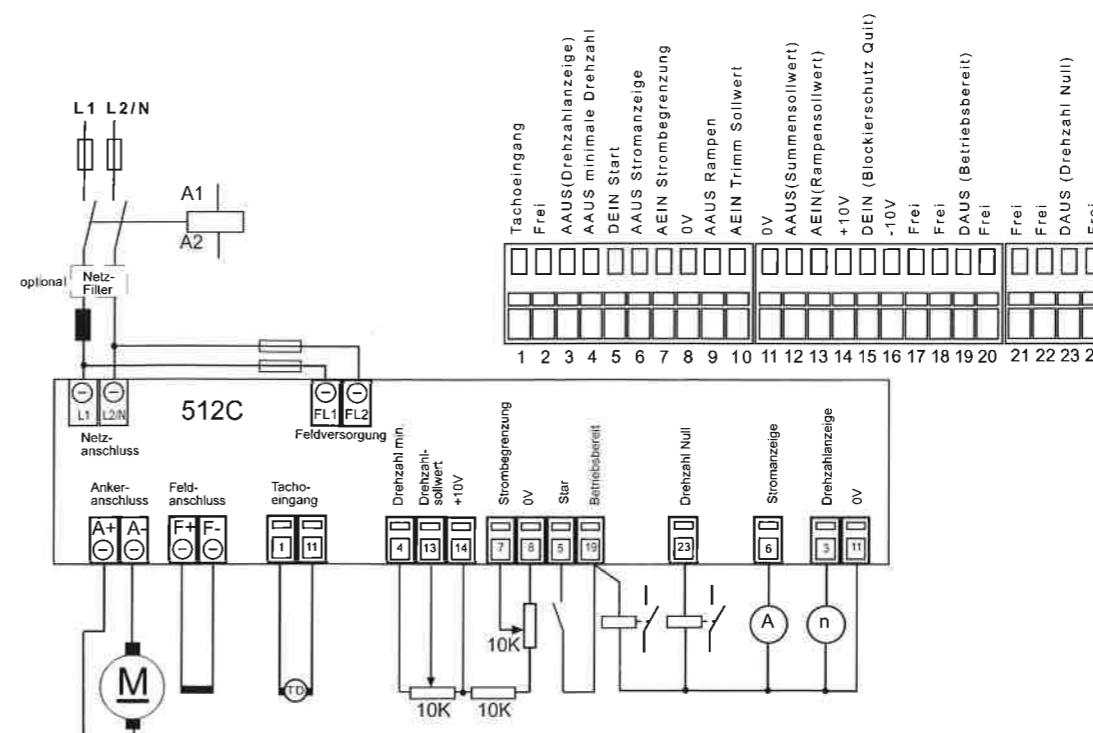 L1 L2/N
A1
A2
optional
Netz-
Filter
Tachoeingang
Frei
AAUS(Drehzahlanzeige)
AAUS minimale Drehzahl
DEIN Start
AAUS Stromanzeige
AEIN Strombegrenzung
0V
AAUS Rampen
AEIN Trimm Sollwert
0V
AAUS(Summensollwert)
AEIN(Rampensollwert)
+10V
DEIN (Blockierschutz Quit)
-10V
Frei
Frei
DAUS (Betriebsbereit)
Frei
Frei
Frei
DAUS (Drehzahl Null)
1 2 3 4 5 6 7 8 9 10 11 12 13 14 15 16 17 18 19 20 21 22 23
L1 L2/N
512C
FL1 FL2
Netz-
anschluss
Feldversorgung
Anker-
anschluss
Feld-
anschluss
Tacho-
eingang
Drehzahl min.
Drehzahl-
sollwert
+10V
Strombegrenzung
0V
Star
Betriebsbereit
Drehzahl Null
Stromanzeige
Drehzahlanzeige
0V
A+ A- F+ F- 1 11 4 13 14 7 8 5 19 23 6 3 11
M
TD
A
n
10K
10K
10K